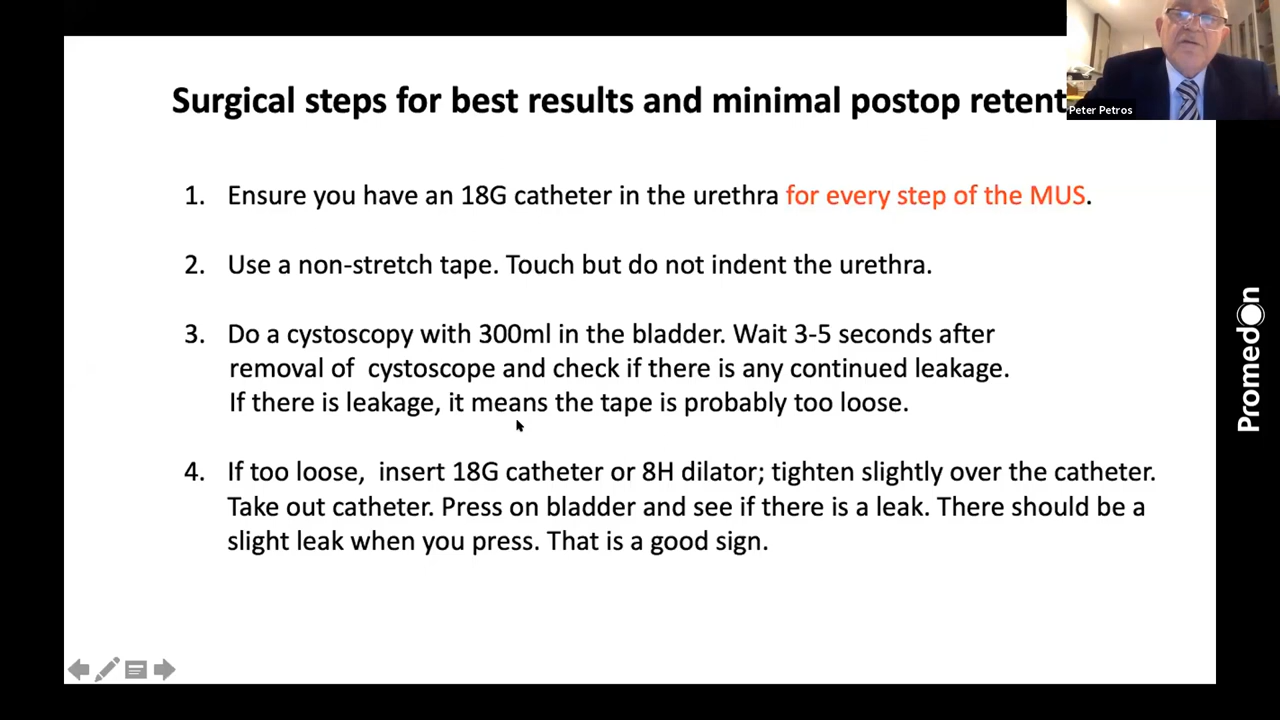 Surgical steps for best results and minimal postop retent
Peter Petros
1. Ensure you have an 18G catheter in the urethra for every step of the MUS.
2. Use a non-stretch tape. Touch but do not indent the urethra.
3. Do a cystoscopy with 300ml in the bladder. Wait 3-5 seconds after
removal of cystoscope and check if there is any continued leakage.
If there is leakage, it means the tape is probably too loose.
4. If too loose, insert 18G catheter or 8H dilator; tighten slightly over the catheter.
Take out catheter. Press on bladder and see if there is a leak. There should be a
slight leak when you press. That is a good sign.
Promedon